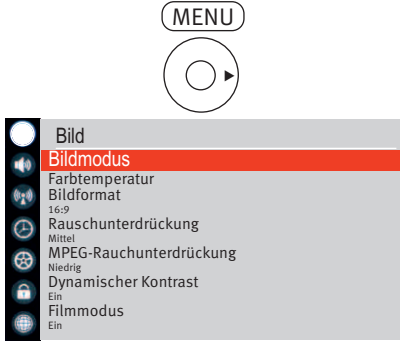 MENU
Bild
Bildmodus
Farbtemperatur
Bildformat
16:9
Rauschunterdrückung
Mittel
MPEG-Rauchunterdrückung
Niedrig
Dynamischer Kontrast
Ein
Filmmodus
Ein